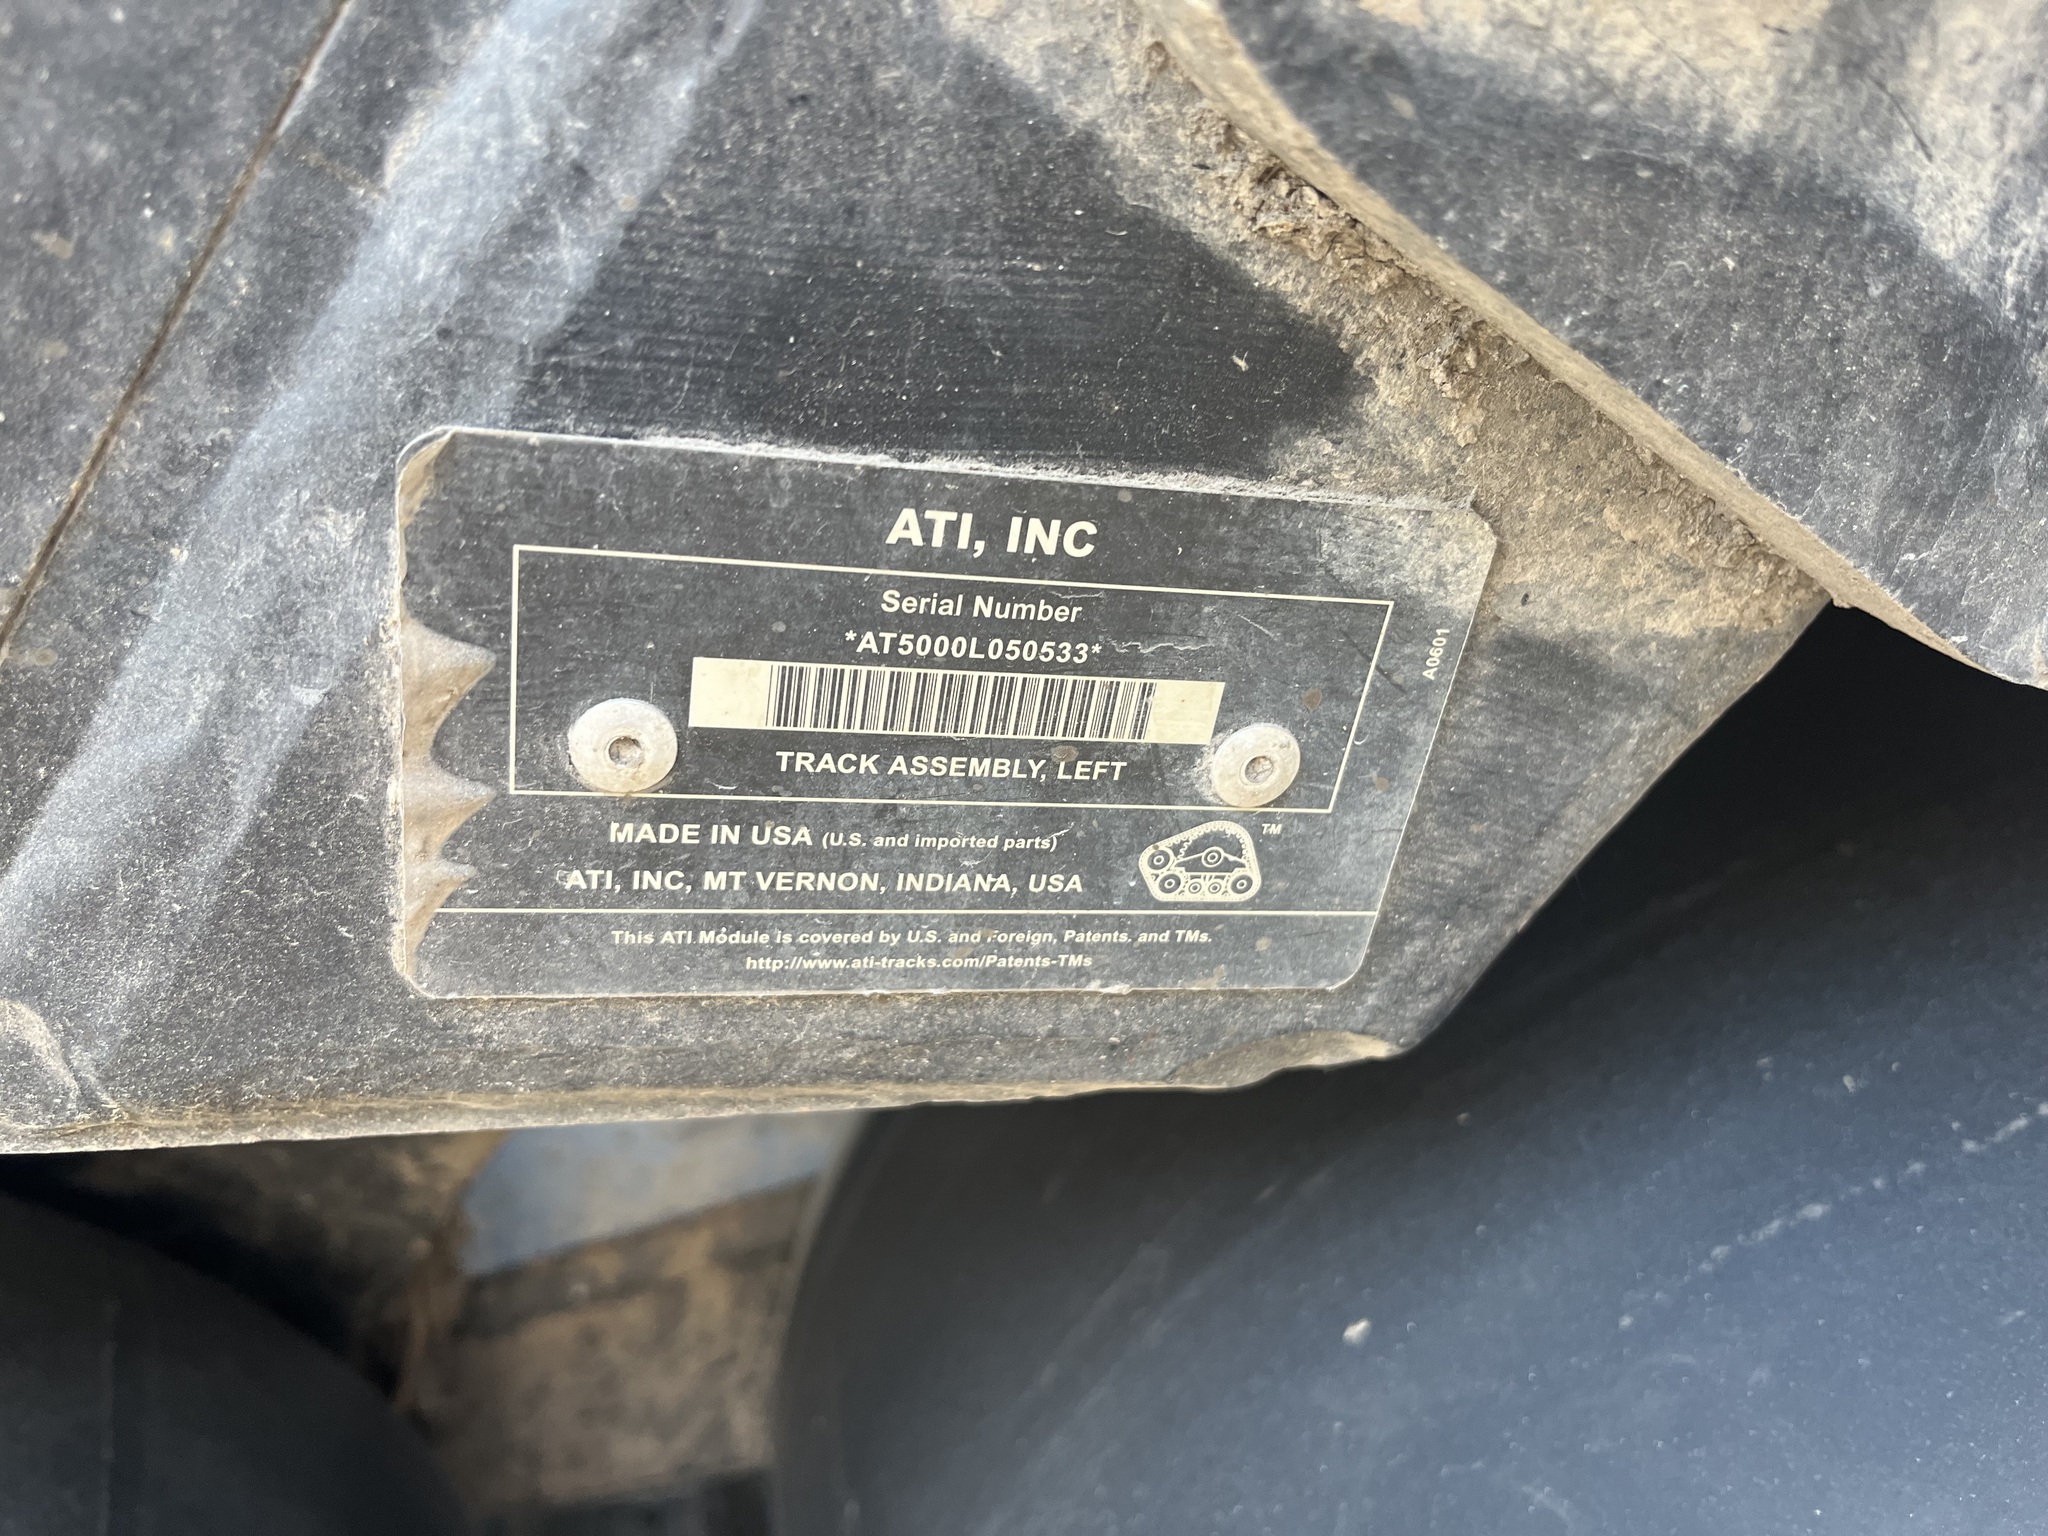 ATI, INC
Serial Number
*AT5000L050533*
TRACK ASSEMBLY, LEFT
A0601
MADE IN USA (U.S. and imported parts)
TM
ATI, INC, MT VERNON, INDIANA, USA
This ATI Module is covered by U.S. and Foreign, Patents. and TMs.
http://www.ati-tracks.com/Patents-TMs